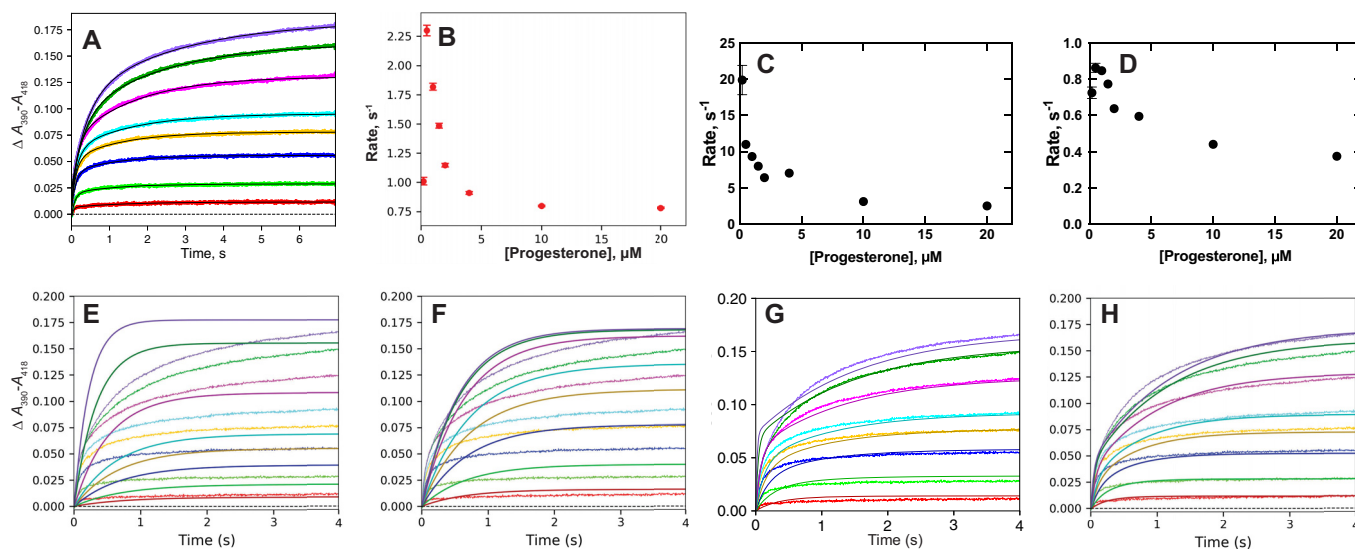 A
Δ A390-A418
0.175
0.150
0.125
0.100
0.075
0.050
0.025
0.000
0 1 2 3 4 5 6
Time, s
B
Rate, s-1
2.25
2.00
1.75
1.50
1.25
1.00
0.75
0 5 10 15 20
[Progesterone], µM
C
Rate, s-1
25
20
15
10
5
0
0 5 10 15 20
[Progesterone], µM
D
Rate, s-1
1.0
0.8
0.6
0.4
0.2
0.0
0 5 10 15 20
[Progesterone], µM
E
Δ A390-A418
0.200
0.175
0.150
0.125
0.100
0.075
0.050
0.025
0.000
0 1 2 3 4
Time (s)
F
0.200
0.175
0.150
0.125
0.100
0.075
0.050
0.025
0.000
0 1 2 3 4
Time (s)
G
0.20
0.15
0.10
0.05
0.00
0 1 2 3 4
Time (s)
H
0.200
0.175
0.150
0.125
0.100
0.075
0.050
0.025
0.000
0 1 2 3 4
Time (s)